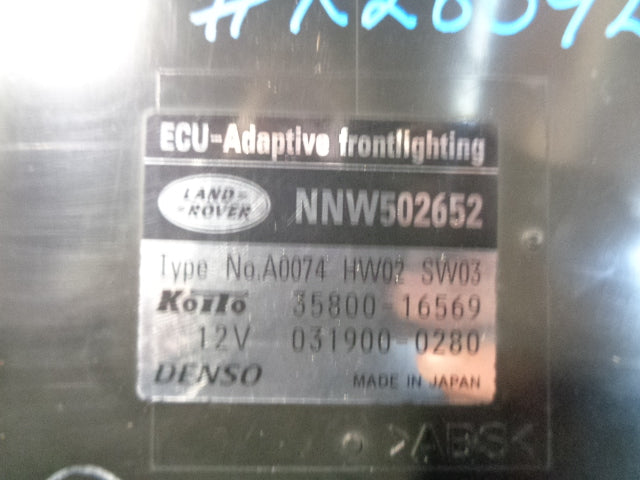 ECU-Adaptive frontlighting
LAND-
-ROVER
NNW502652
Type No.A0074 HW02 SW03
KOITO 35800-16569
12V 031900-0280
DENSO MADE IN JAPAN
>ABS<